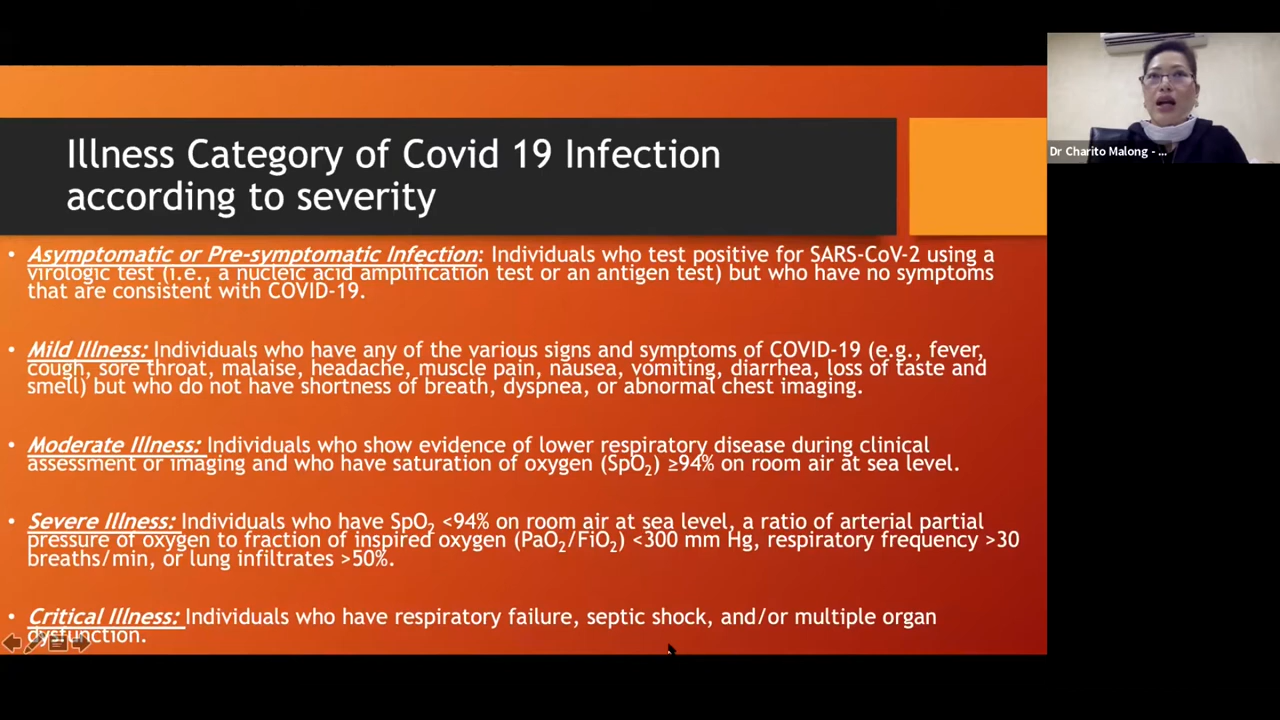 Illness Category of Covid 19 Infection
according to severity
Dr Charito Malong - ...
• Asymptomatic or Pre-symptomatic Infection: Individuals who test positive for SARS-CoV-2 using a
virologic test (i.e., a nucleic acid amplification test or an antigen test) but who have no symptoms
that are consistent with COVID-19.
• Mild Illness: Individuals who have any of the various signs and symptoms of COVID-19 (e.g., fever,
cough, sore throat, malaise, headache, muscle pain, nausea, vomiting, diarrhea, loss of taste and
smell) but who do not have shortness of breath, dyspnea, or abnormal chest imaging.
• Moderate Illness: Individuals who show evidence of lower respiratory disease during clinical
assessment or imaging and who have saturation of oxygen (SpO₂) ≥94% on room air at sea level.
• Severe Illness: Individuals who have SpO₂ <94% on room air at sea level, a ratio of arterial partial
pressure of oxygen to fraction of inspired oxygen (PaO₂/FiO₂) <300 mm Hg, respiratory frequency >30
breaths/min, or lung infiltrates >50%.
• Critical Illness: Individuals who have respiratory failure, septic shock, and/or multiple organ
dysfunction.